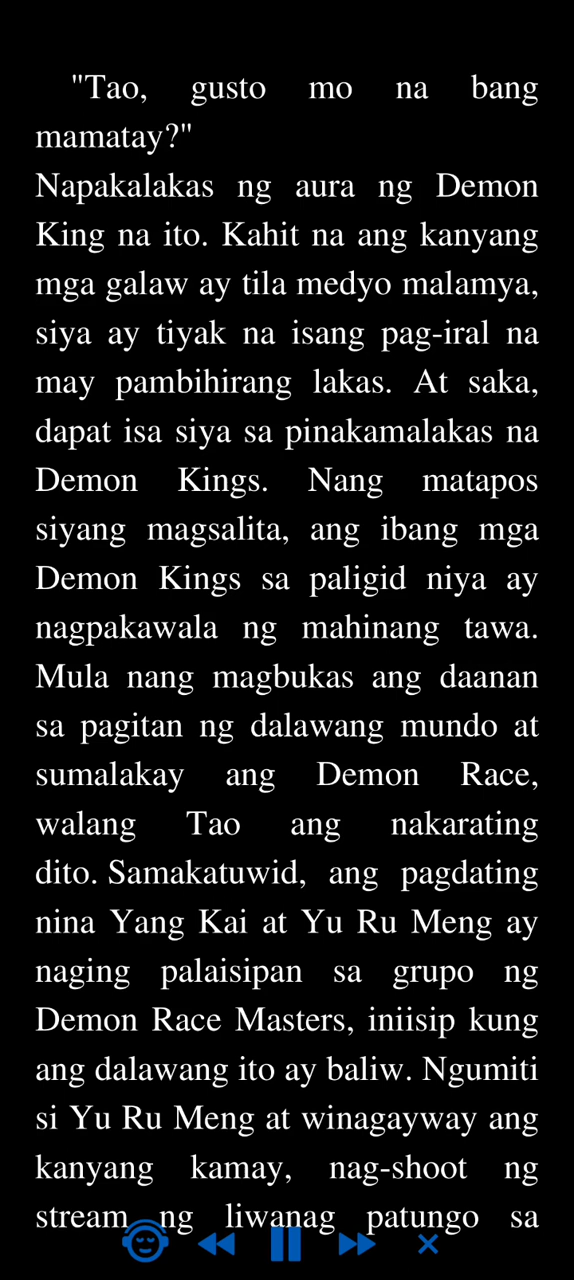 "Tao, gusto mo na bang
mamatay?"
Napakalakas ng aura ng Demon
King na ito. Kahit na ang kanyang
mga galaw ay tila medyo malamya,
siya ay tiyak na isang pag-iral na
may pambihirang lakas. At saka,
dapat isa siya sa pinakamalakas na
Demon Kings. Nang matapos
siyang magsalita, ang ibang mga
Demon Kings sa paligid niya ay
nagpakawala ng mahinang tawa.
Mula nang magbukas ang daanan
sa pagitan ng dalawang mundo at
sumalakay ang Demon Race,
walang Tao ang nakarating
dito. Samakatuwid, ang pagdating
nina Yang Kai at Yu Ru Meng ay
naging palaisipan sa grupo ng
Demon Race Masters, iniisip kung
ang dalawang ito ay baliw. Ngumiti
si Yu Ru Meng at winagayway ang
kanyang kamay, nag-shoot ng
stream ng liwanag patungo sa